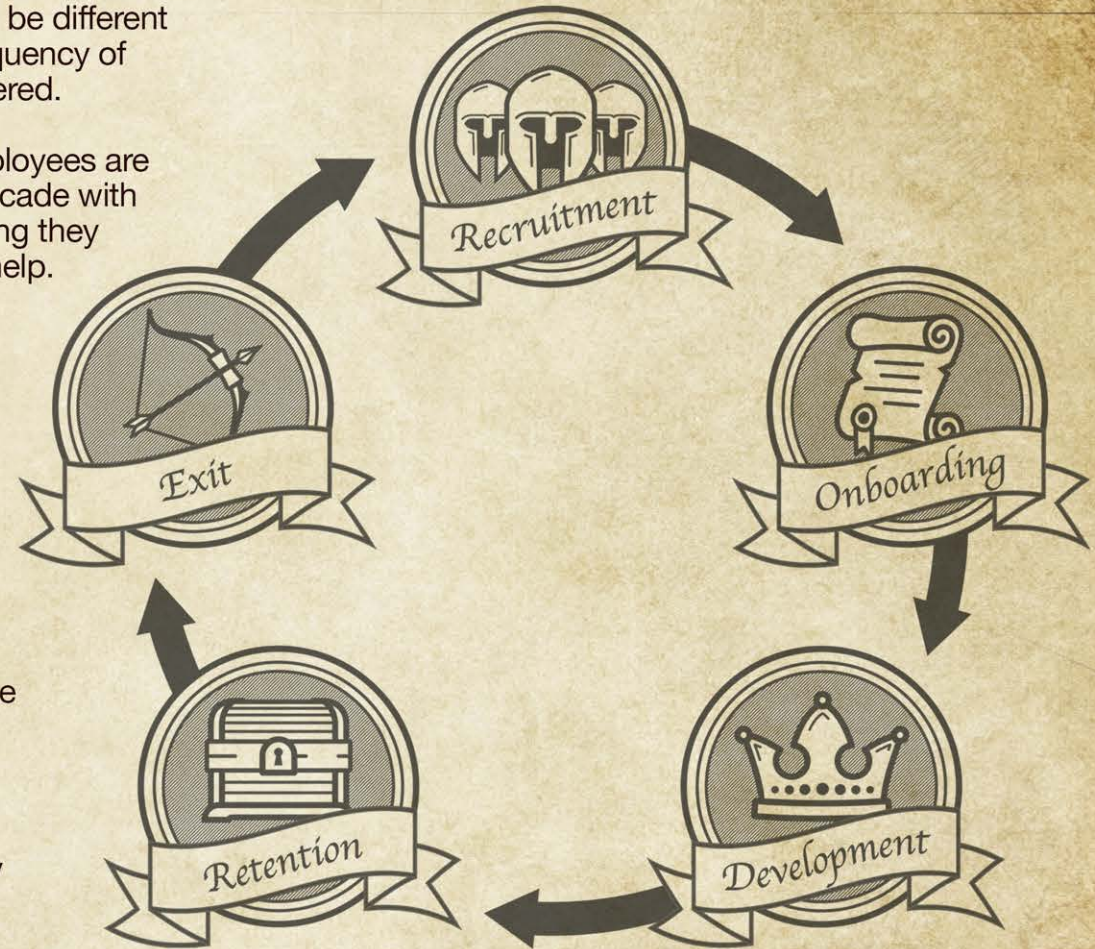 be different
quency of
ered.
ployees are
cade with
ng they
help.
Recruitment
Onboarding
Development
Retention
Exit
e
y